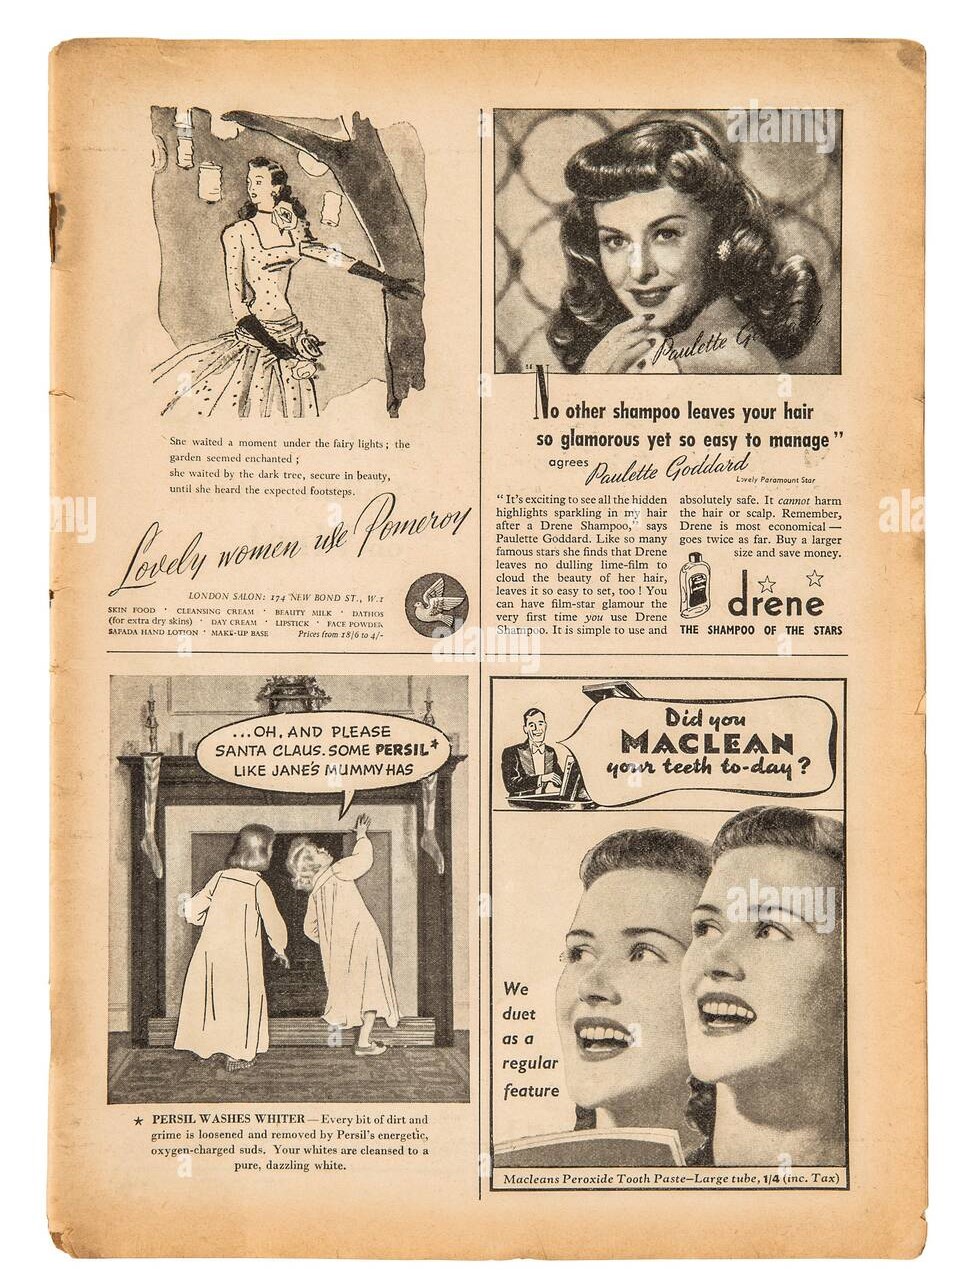 She waited a moment under the fairy lights; the
garden seemed enchanted;
she waited by the dark tree, secure in beauty,
until she heard the expected footsteps.
Lovely women use Pomeroy
LONDON SALON: 174 NEW BOND ST., W.1
SKIN FOOD · CLEANSING CREAM · BEAUTY MILK · DATHOS
(for extra dry skins) · DAY CREAM · LIPSTICK · FACE POWDER
SAFADA HAND LOTION · MAKE-UP BASE Prices from 18/6 to 4/-
Paulette Goddard
"No other shampoo leaves your hair
so glamorous yet so easy to manage"
agrees Paulette Goddard
Lovely Paramount Star
"It's exciting to see all the hidden
highlights sparkling in my hair
after a Drene Shampoo," says
Paulette Goddard. Like so many
famous stars she finds that Drene
leaves no dulling lime-film to
cloud the beauty of her hair,
leaves it so easy to set, too! You
can have film-star glamour the
very first time you use Drene
Shampoo. It is simple to use and
absolutely safe. It cannot harm
the hair or scalp. Remember,
Drene is most economical—
goes twice as far. Buy a larger
size and save money.
drene
THE SHAMPOO OF THE STARS
...OH, AND PLEASE
SANTA CLAUS. SOME PERSIL*
LIKE JANE'S MUMMY HAS
* PERSIL WASHES WHITER—Every bit of dirt and
grime is loosened and removed by Persil's energetic,
oxygen-charged suds. Your whites are cleansed to a
pure, dazzling white.
Did you
MACLEAN
your teeth to-day?
We
duet
as a
regular
feature
Macleans Peroxide Tooth Paste—Large tube, 1/4 (inc. Tax)
alamy
alamy
alamy
alamy
alamy